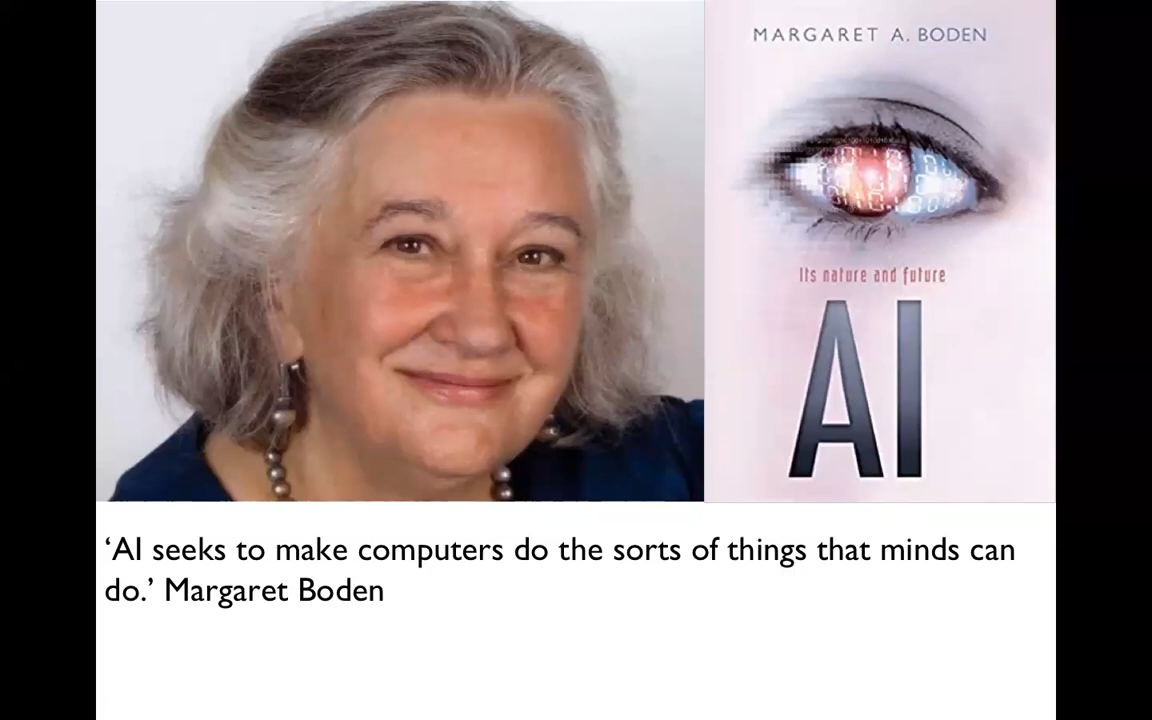 MARGARET A. BODEN
Its nature and future
AI
‘AI seeks to make computers do the sorts of things that minds can
do.’ Margaret Boden